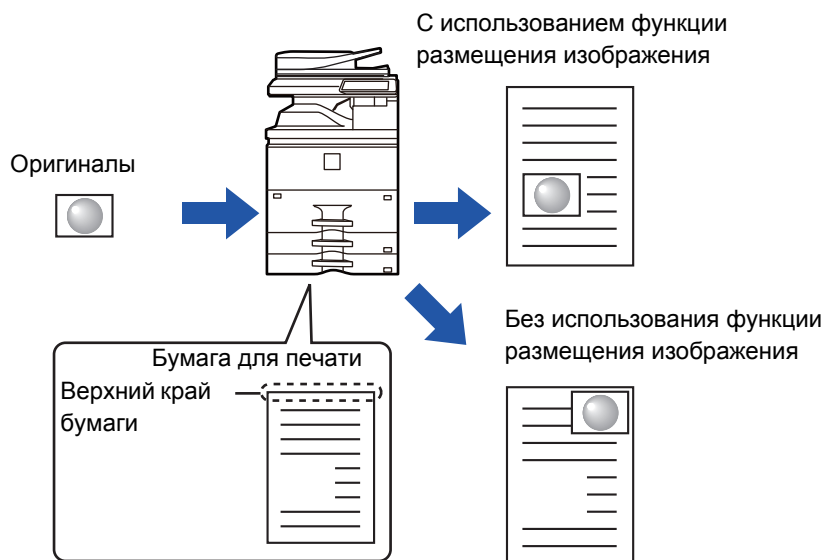 С использованием функции
размещения изображения
Оригиналы
Без использования функции
размещения изображения
Бумага для печати
Верхний край
бумаги